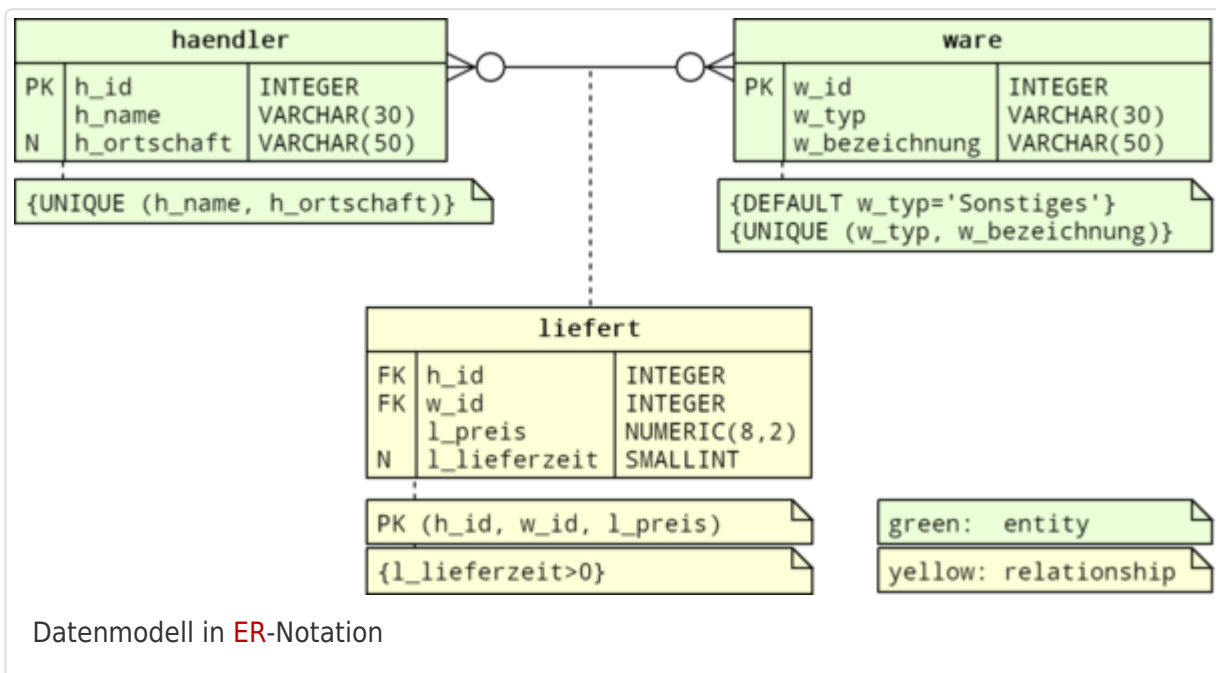 haendler
PK h_id INTEGER
h_name VARCHAR(30)
N h_ortschaft VARCHAR(50)
{UNIQUE (h_name, h_ortschaft)}
ware
PK w_id INTEGER
w_typ VARCHAR(30)
w_bezeichnung VARCHAR(50)
{DEFAULT w_typ='Sonstiges'}
{UNIQUE (w_typ, w_bezeichnung)}
liefert
FK h_id INTEGER
FK w_id INTEGER
l_preis NUMERIC(8,2)
N l_lieferzeit SMALLINT
PK (h_id, w_id, l_preis)
{l_lieferzeit>0}
green: entity
yellow: relationship
Datenmodell in ER-Notation